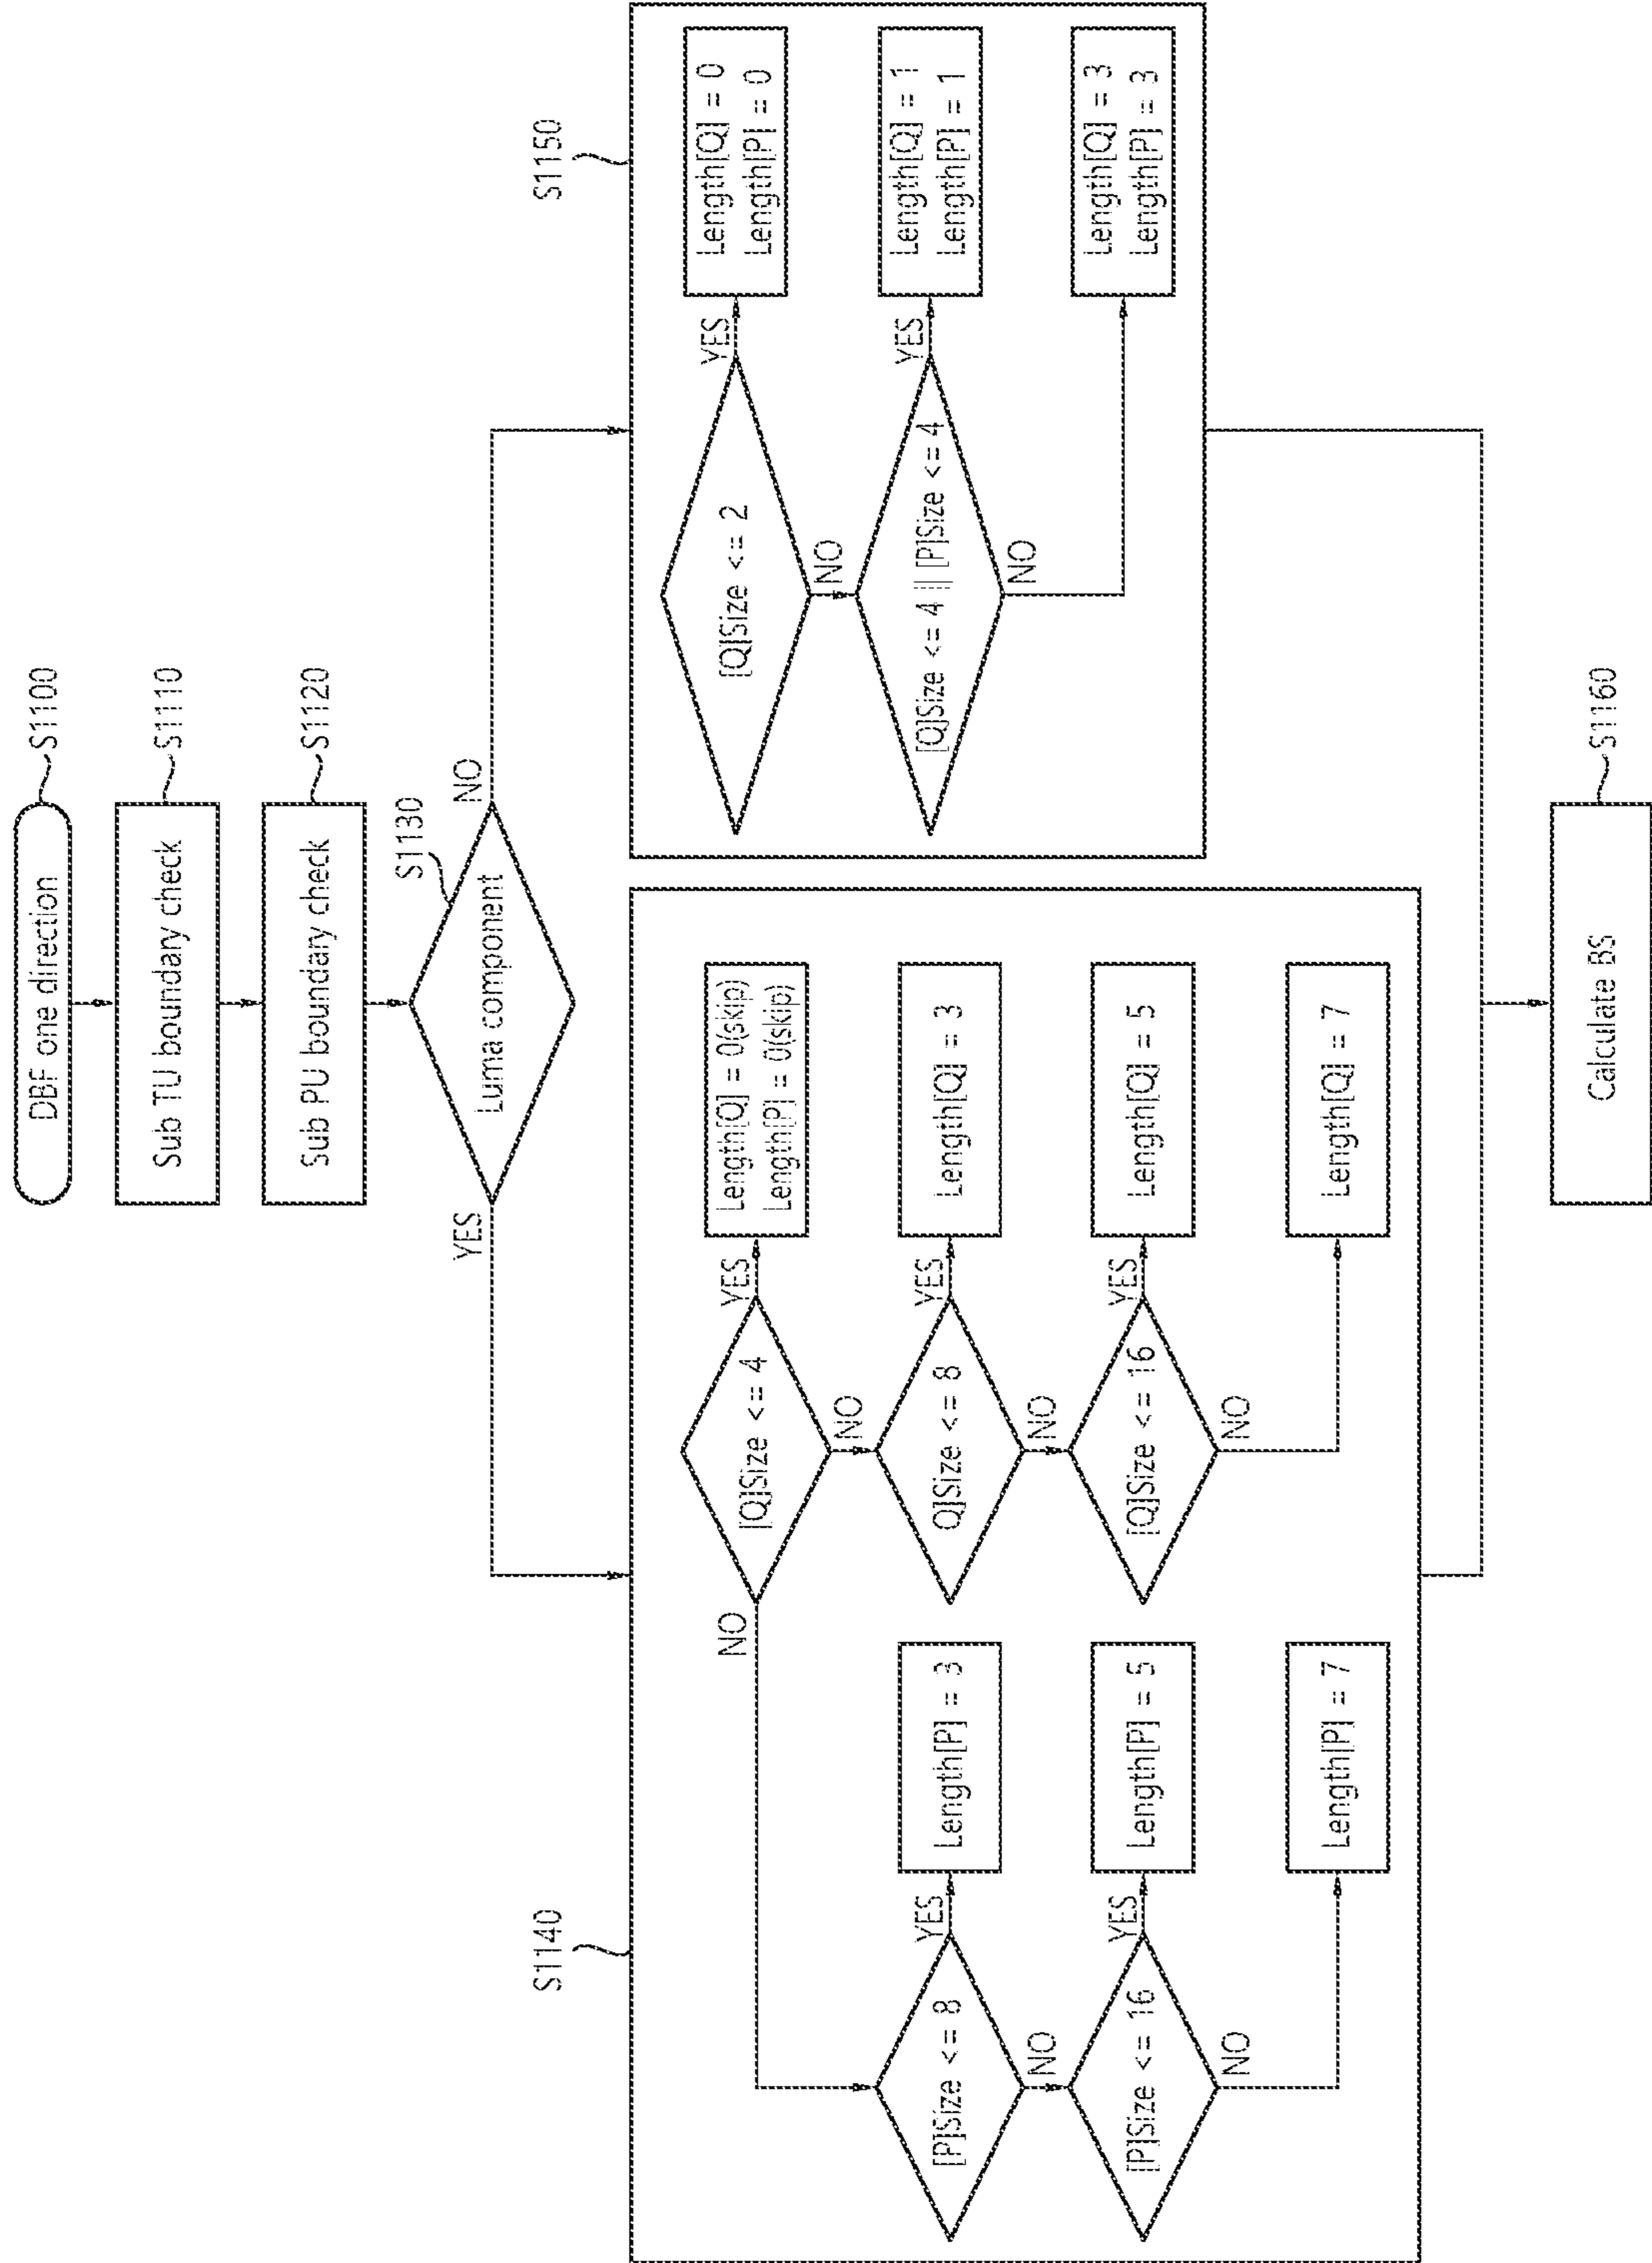 DBF one direction
S1100
Sub TU boundary check
S1110
Sub PU boundary check
S1120
Luma component
S1130
YES
NO
S1140
[Q]Size <= 4
YES
Length[Q] = 0(skip)
Length[P] = 0(skip)
NO
NO
[P]Size <= 8
YES
Length[P] = 3
NO
[P]Size <= 16
YES
Length[P] = 5
NO
Length[P] = 7
Q]Size <= 8
YES
Length[Q] = 3
NO
[Q]Size <= 16
YES
Length[Q] = 5
NO
Length[Q] = 7
S1150
[Q]Size <= 2
YES
Length[Q] = 0
Length[P] = 0
NO
[Q]Size <= 4 || [P]Size <= 4
YES
Length[Q] = 1
Length[P] = 1
NO
Length[Q] = 3
Length[P] = 3
Calculate BS
S1160